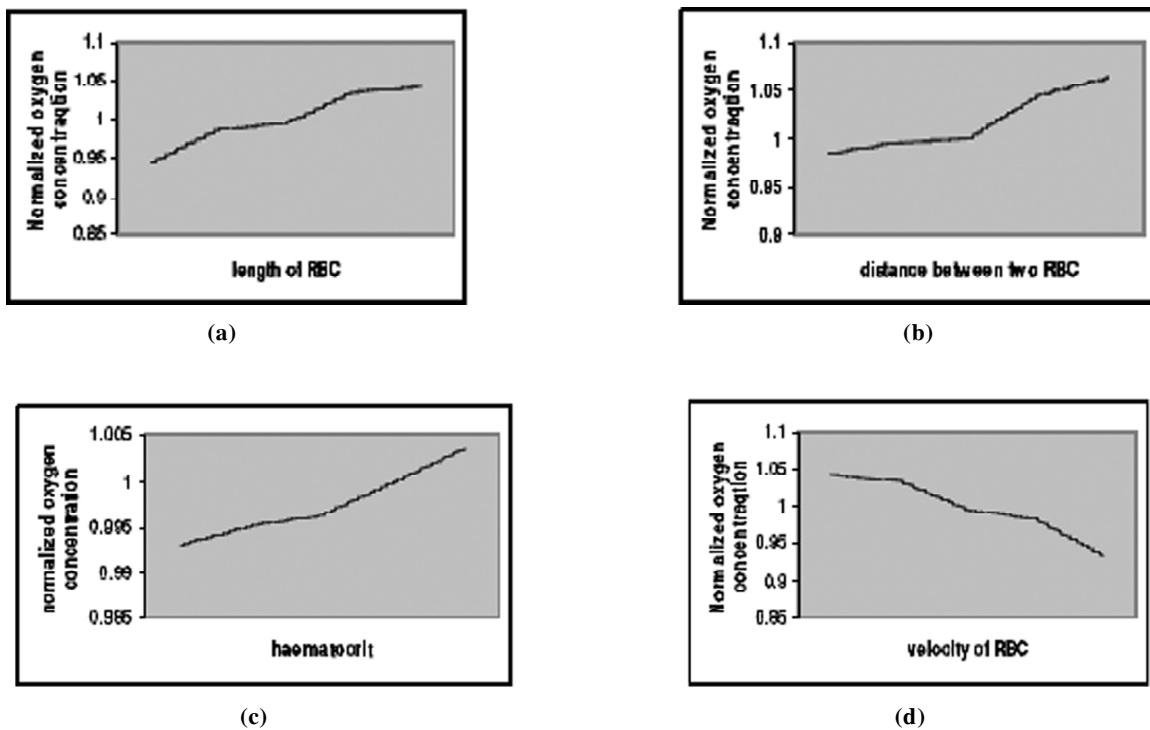 Normalized oxygen
concentraqtion
1.1
1.05
1
0.95
0.9
0.85
length of RBC
(a)
Normalized oxygen
concentraqtion
1.1
1.05
1
0.95
0.9
distance between two RBC
(b)
normalized oxygen
concentration
1.005
1
0.995
0.99
0.985
haematocrit
(c)
Normalized oxygen
concentraqtion
1.1
1.05
1
0.95
0.9
0.85
velocity of RBC
(d)